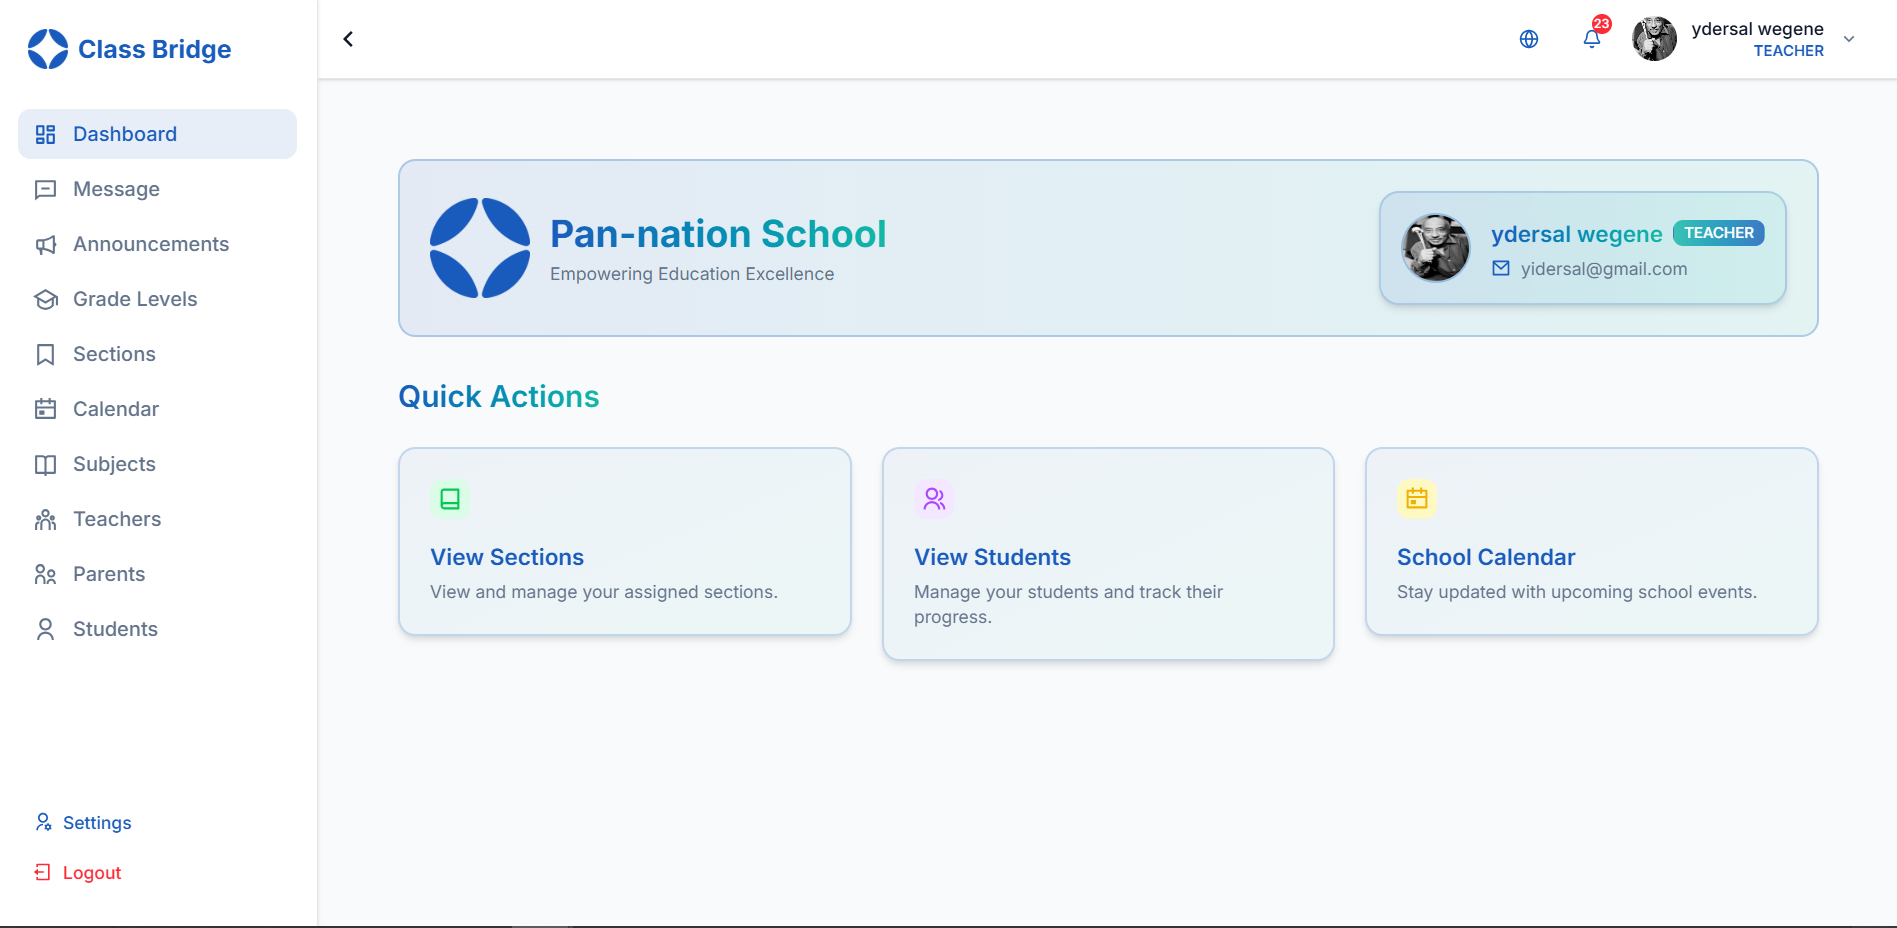 Class Bridge
Dashboard
Message
Announcements
Grade Levels
Sections
Calendar
Subjects
Teachers
Parents
Students
Settings
Logout
23
ydersal wegene
TEACHER
Pan-nation School
Empowering Education Excellence
ydersal wegene TEACHER
yidersal@gmail.com
Quick Actions
View Sections
View and manage your assigned sections.
View Students
Manage your students and track their
progress.
School Calendar
Stay updated with upcoming school events.